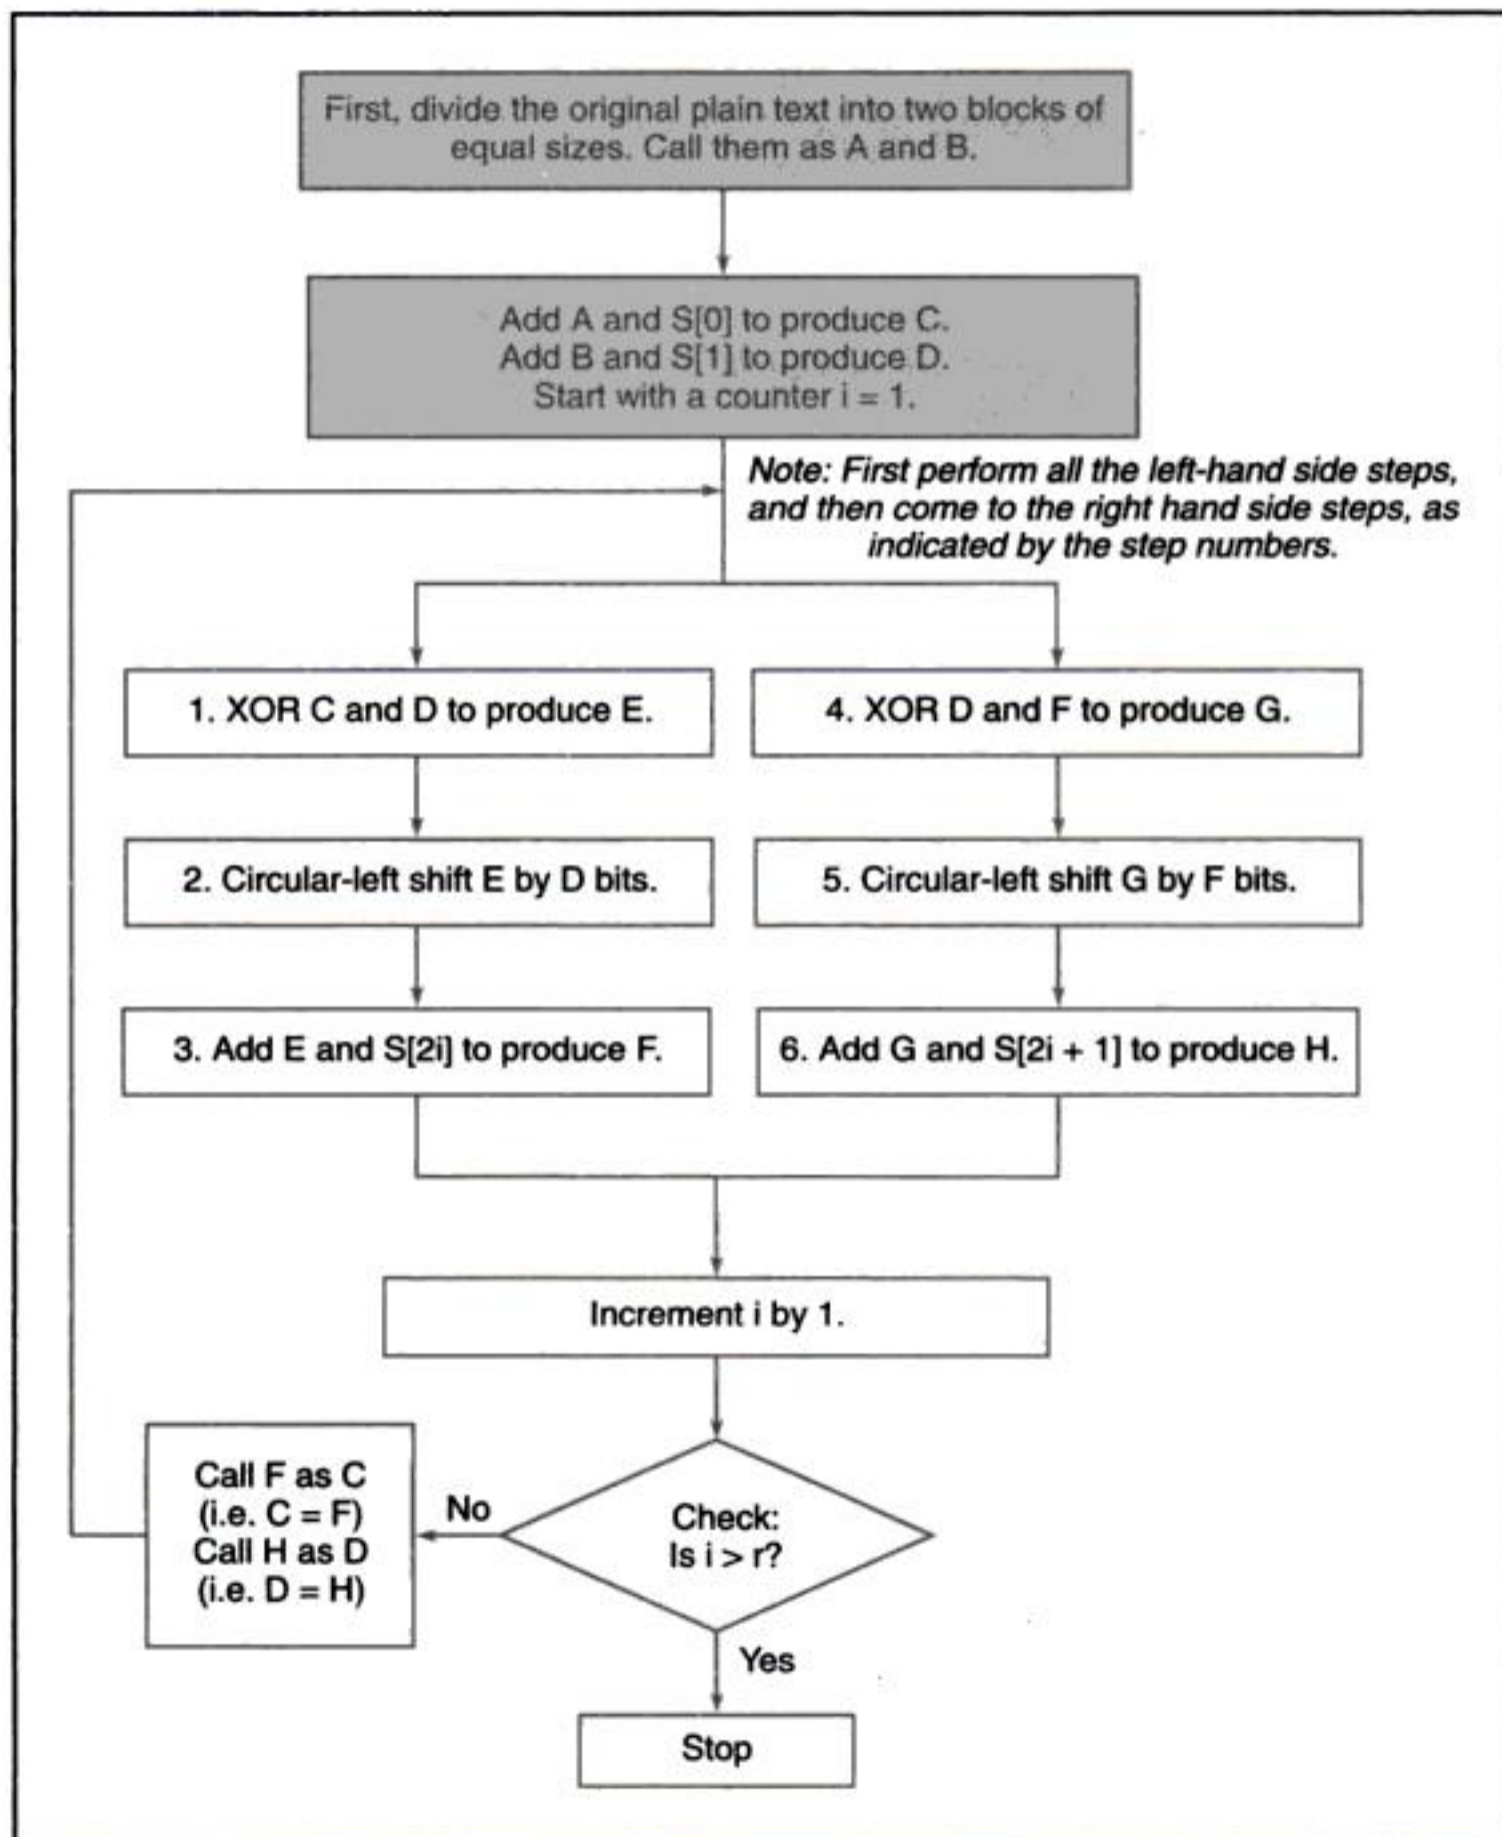 First, divide the original plain text into two blocks of
equal sizes. Call them as A and B.
Add A and S[0] to produce C.
Add B and S[1] to produce D.
Start with a counter i = 1.
Note: First perform all the left-hand side steps,
and then come to the right hand side steps, as
indicated by the step numbers.
1. XOR C and D to produce E.
2. Circular-left shift E by D bits.
3. Add E and S[2i] to produce F.
4. XOR D and F to produce G.
5. Circular-left shift G by F bits.
6. Add G and S[2i + 1] to produce H.
Increment i by 1.
Check:
Is i > r?
No
Call F as C
(i.e. C = F)
Call H as D
(i.e. D = H)
Yes
Stop